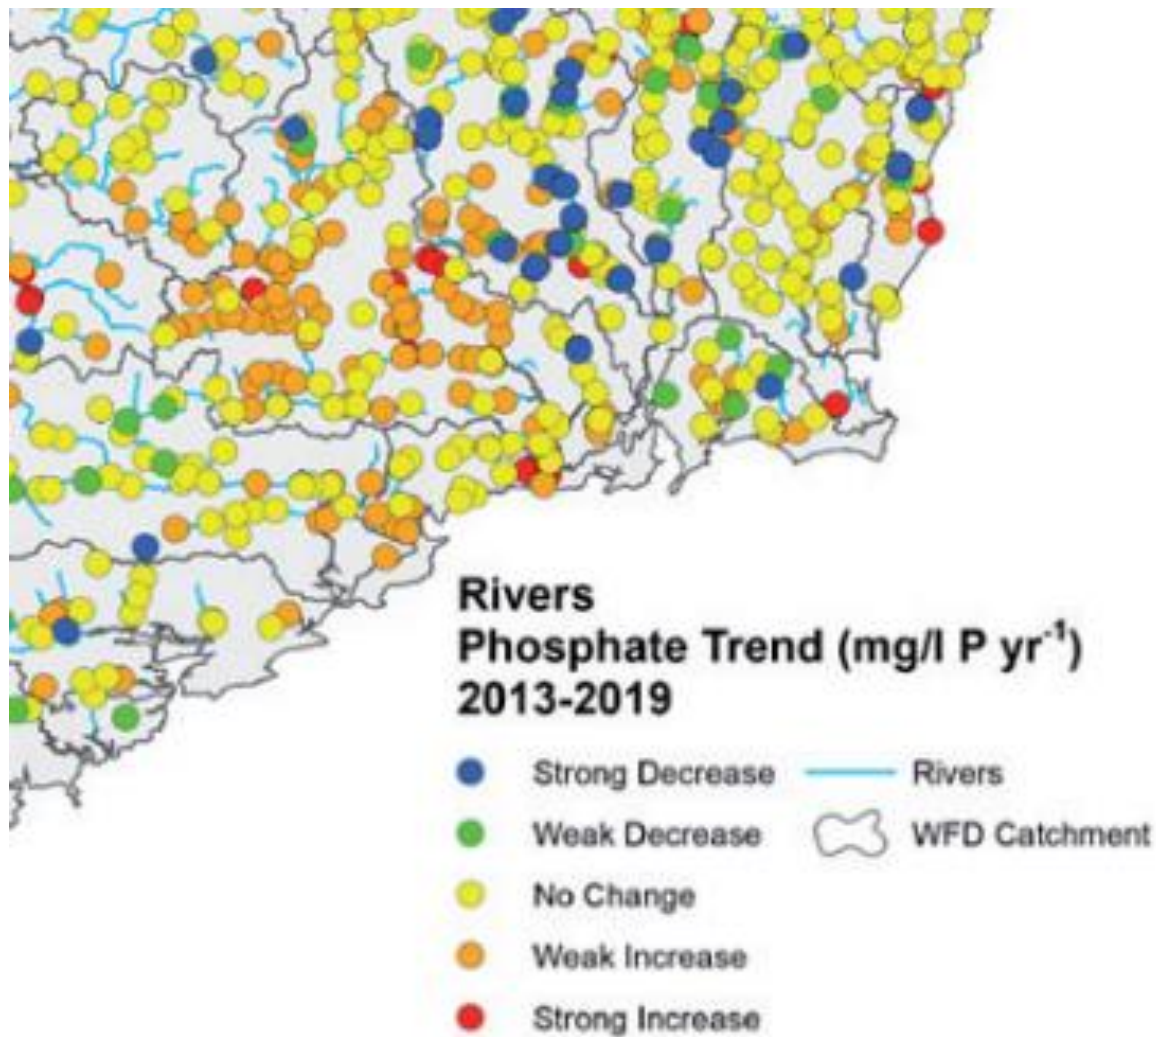 Rivers
Phosphate Trend (mg/l P yr⁻¹)
2013-2019
Strong Decrease
Rivers
Weak Decrease
WFD Catchment
No Change
Weak Increase
Strong Increase